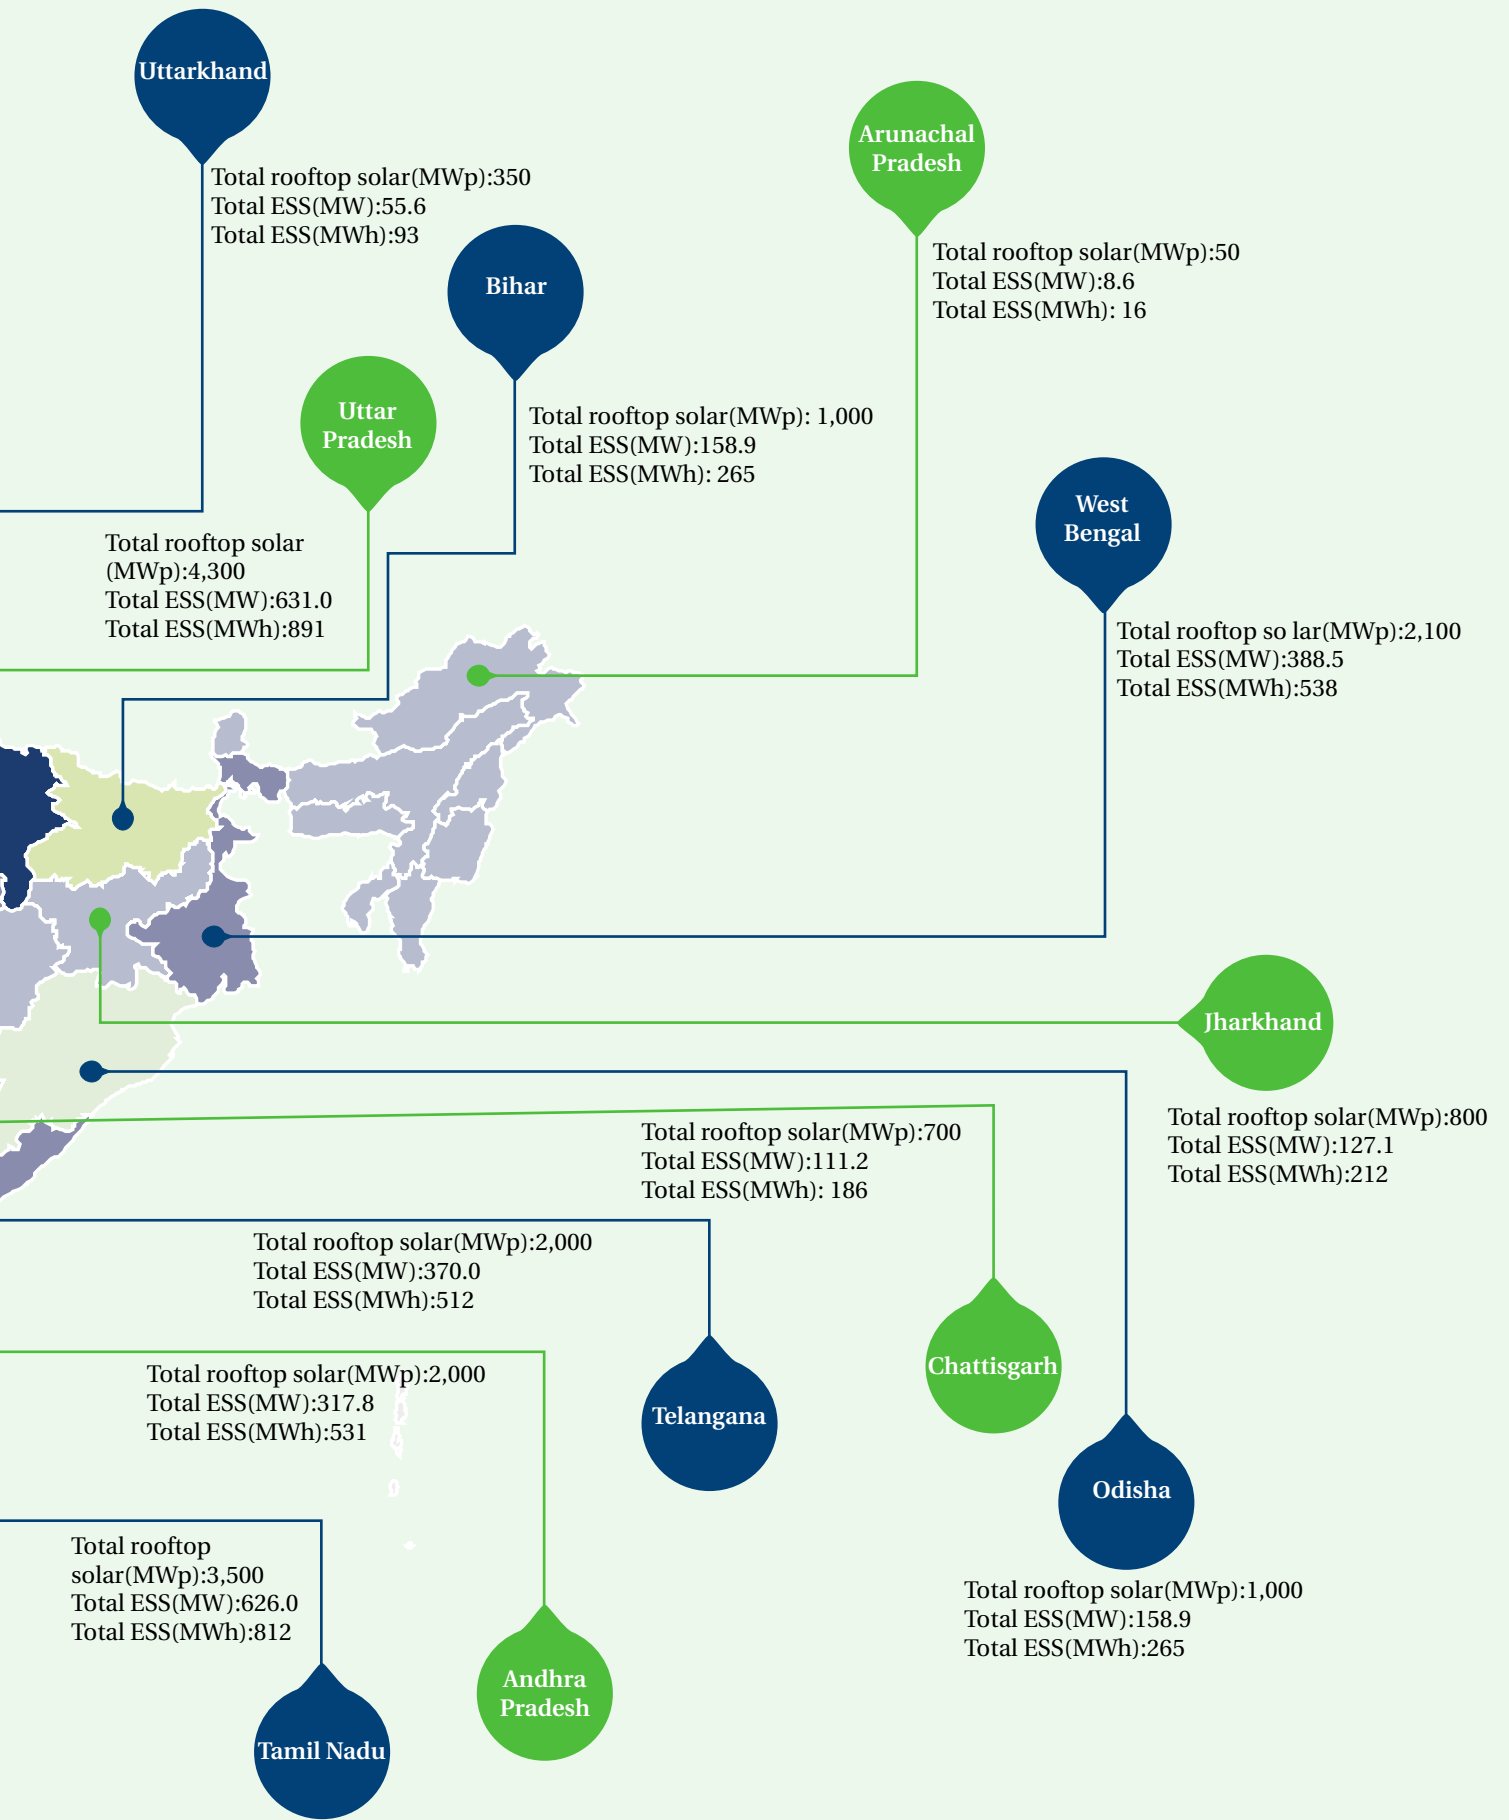 Uttarkhand
Total rooftop solar(MWp):350
Total ESS(MW):55.6
Total ESS(MWh):93
Arunachal
Pradesh
Total rooftop solar(MWp):50
Total ESS(MW):8.6
Total ESS(MWh): 16
Bihar
Total rooftop solar(MWp): 1,000
Total ESS(MW):158.9
Total ESS(MWh): 265
Uttar
Pradesh
Total rooftop solar
(MWp):4,300
Total ESS(MW):631.0
Total ESS(MWh):891
West
Bengal
Total rooftop so lar(MWp):2,100
Total ESS(MW):388.5
Total ESS(MWh):538
Jharkhand
Total rooftop solar(MWp):800
Total ESS(MW):127.1
Total ESS(MWh):212
Total rooftop solar(MWp):700
Total ESS(MW):111.2
Total ESS(MWh): 186
Chattisgarh
Total rooftop solar(MWp):2,000
Total ESS(MW):370.0
Total ESS(MWh):512
Telangana
Total rooftop solar(MWp):2,000
Total ESS(MW):317.8
Total ESS(MWh):531
Andhra
Pradesh
Odisha
Total rooftop solar(MWp):1,000
Total ESS(MW):158.9
Total ESS(MWh):265
Total rooftop
solar(MWp):3,500
Total ESS(MW):626.0
Total ESS(MWh):812
Tamil Nadu